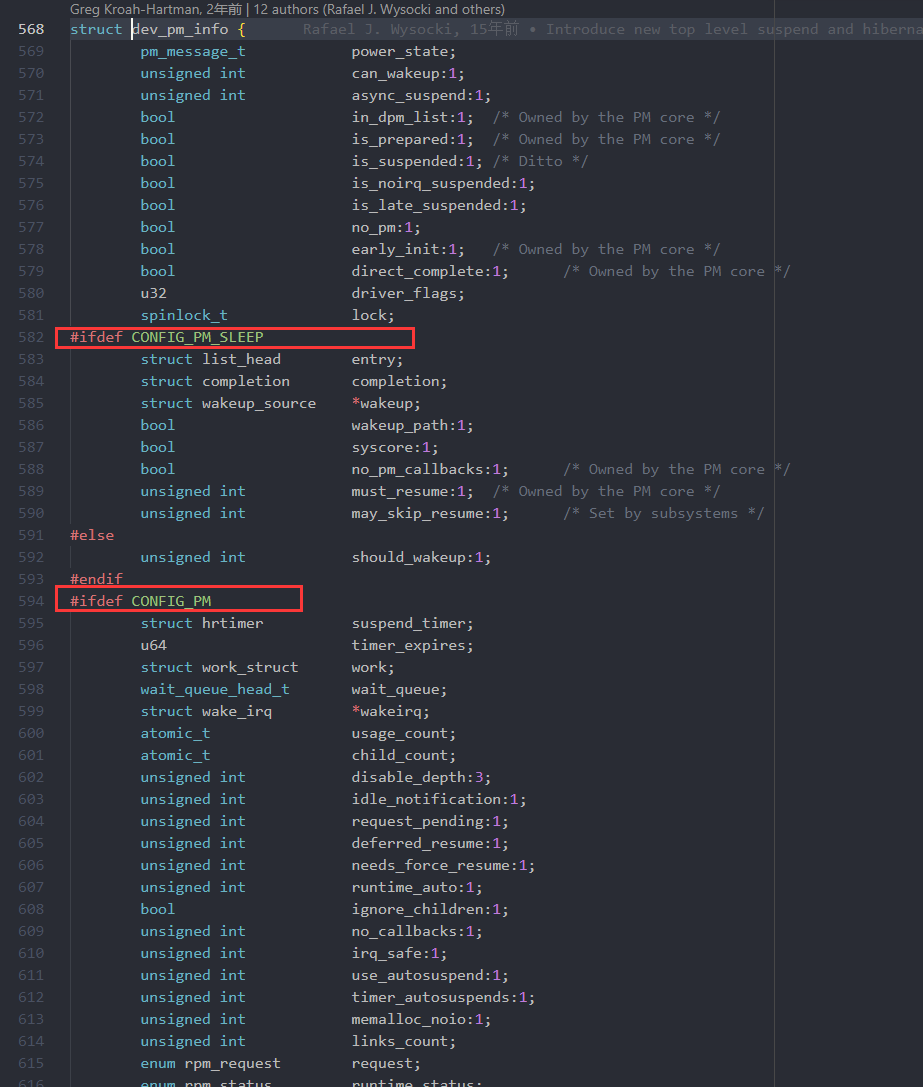 Greg Kroah-Hartman, 2年前 | 12 authors (Rafael J. Wysocki and others)
568 struct dev_pm_info { Rafael J. Wysocki, 15年前 • Introduce new top level suspend and hiberna
569 pm_message_t power_state;
570 unsigned int can_wakeup:1;
571 unsigned int async_suspend:1;
572 bool in_dpm_list:1; /* Owned by the PM core */
573 bool is_prepared:1; /* Owned by the PM core */
574 bool is_suspended:1; /* Ditto */
575 bool is_noirq_suspended:1;
576 bool is_late_suspended:1;
577 bool no_pm:1;
578 bool early_init:1; /* Owned by the PM core */
579 bool direct_complete:1; /* Owned by the PM core */
580 u32 driver_flags;
581 spinlock_t lock;
582 #ifdef CONFIG_PM_SLEEP
583 struct list_head entry;
584 struct completion completion;
585 struct wakeup_source *wakeup;
586 bool wakeup_path:1;
587 bool syscore:1;
588 bool no_pm_callbacks:1; /* Owned by the PM core */
589 unsigned int must_resume:1; /* Owned by the PM core */
590 unsigned int may_skip_resume:1; /* Set by subsystems */
591 #else
592 unsigned int should_wakeup:1;
593 #endif
594 #ifdef CONFIG_PM
595 struct hrtimer suspend_timer;
596 u64 timer_expires;
597 struct work_struct work;
598 wait_queue_head_t wait_queue;
599 struct wake_irq *wakeirq;
600 atomic_t usage_count;
601 atomic_t child_count;
602 unsigned int disable_depth:3;
603 unsigned int idle_notification:1;
604 unsigned int request_pending:1;
605 unsigned int deferred_resume:1;
606 unsigned int needs_force_resume:1;
607 unsigned int runtime_auto:1;
608 bool ignore_children:1;
609 unsigned int no_callbacks:1;
610 unsigned int irq_safe:1;
611 unsigned int use_autosuspend:1;
612 unsigned int timer_autosuspends:1;
613 unsigned int memalloc_noio:1;
614 unsigned int links_count;
615 enum rpm_request request;
616 enum rpm_status runtime_status;